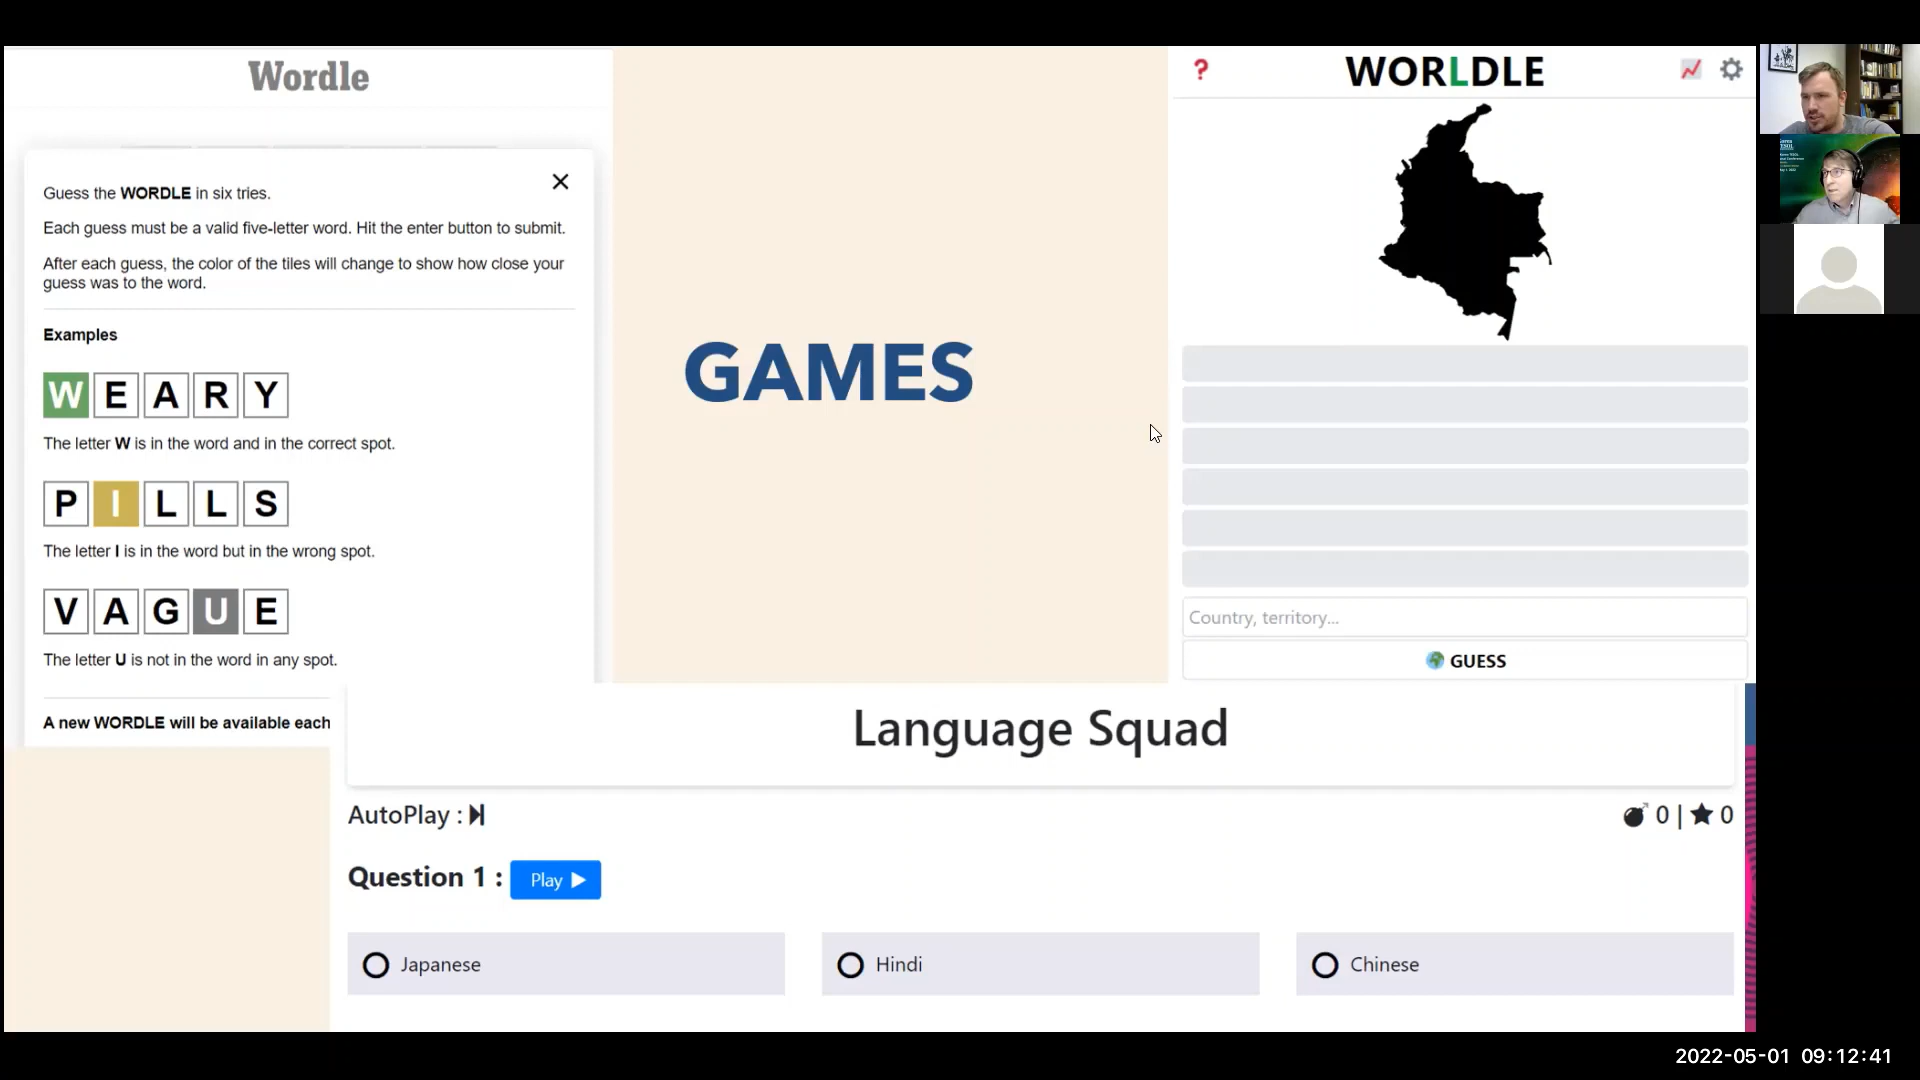 Wordle
Guess the WORDLE in six tries.
Each guess must be a valid five-letter word. Hit the enter button to submit.
After each guess, the color of the tiles will change to show how close your
guess was to the word.
Examples
WEARY
The letter W is in the word and in the correct spot.
PILLS
The letter I is in the word but in the wrong spot.
VAGUE
The letter U is not in the word in any spot.
A new WORDLE will be available each
GAMES
? WORLDLE
Country, territory...
GUESS
Language Squad
AutoPlay :
0 | 0
Question 1 : Play
Japanese
Hindi
Chinese
2022-05-01 09:12:41